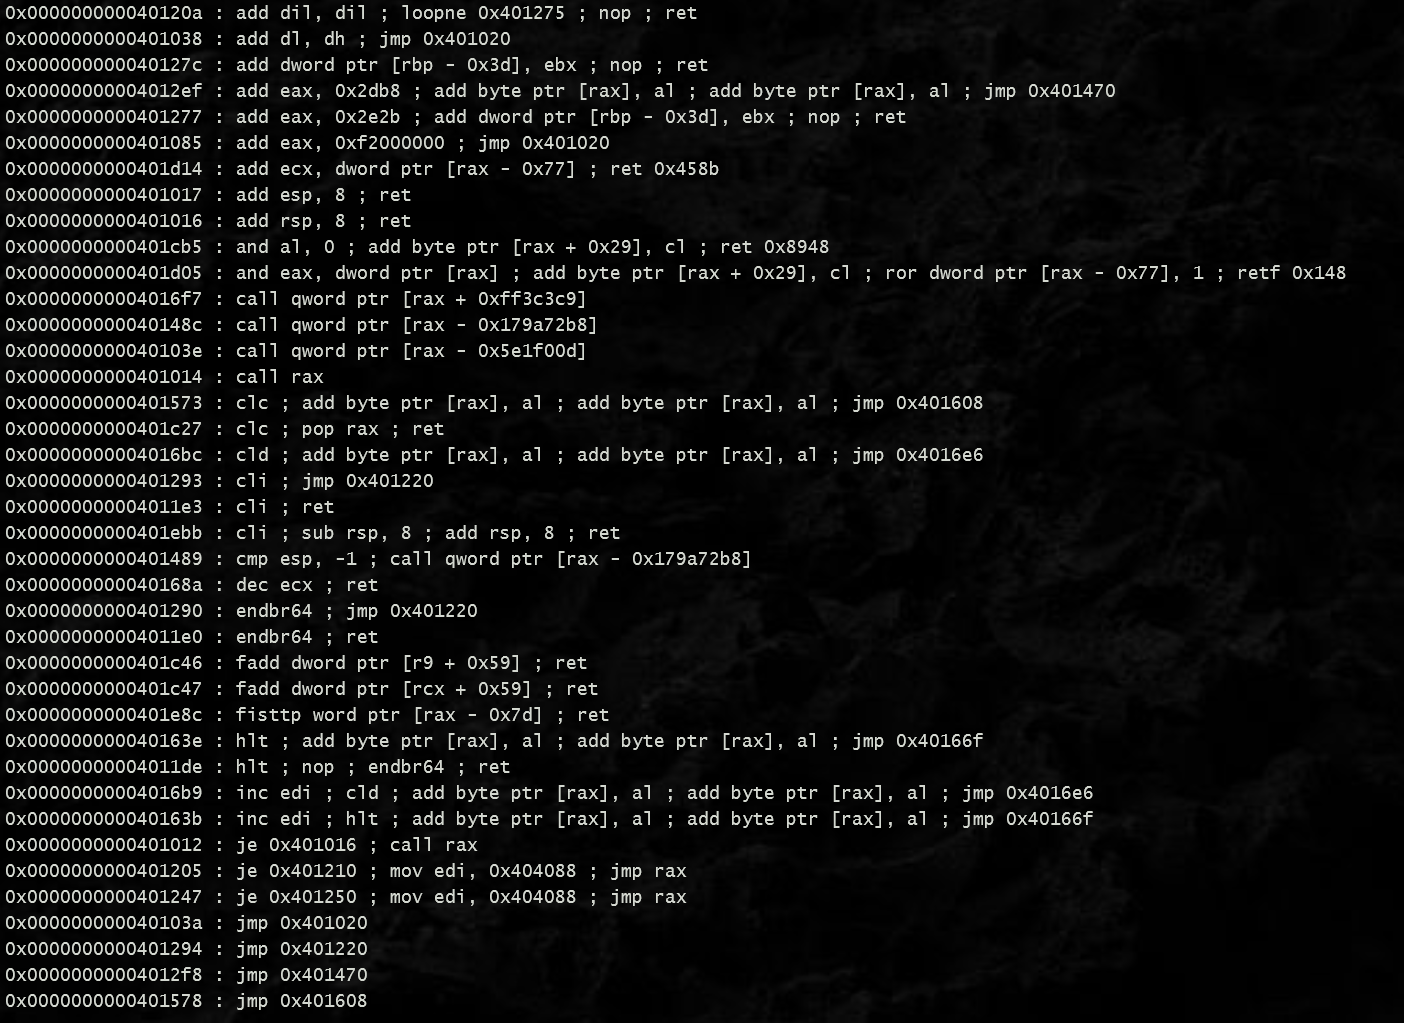 0x000000000040120a : add dil, dil ; loopne 0x401275 ; nop ; ret
0x0000000000401038 : add dl, dh ; jmp 0x401020
0x000000000040127c : add dword ptr [rbp - 0x3d], ebx ; nop ; ret
0x00000000004012ef : add eax, 0x2db8 ; add byte ptr [rax], al ; add byte ptr [rax], al ; jmp 0x401470
0x0000000000401277 : add eax, 0x2e2b ; add dword ptr [rbp - 0x3d], ebx ; nop ; ret
0x0000000000401085 : add eax, 0xf2000000 ; jmp 0x401020
0x0000000000401d14 : add ecx, dword ptr [rax - 0x77] ; ret 0x458b
0x0000000000401017 : add esp, 8 ; ret
0x0000000000401016 : add rsp, 8 ; ret
0x0000000000401cb5 : and al, 0 ; add byte ptr [rax + 0x29], cl ; ret 0x8948
0x0000000000401d05 : and eax, dword ptr [rax] ; add byte ptr [rax + 0x29], cl ; ror dword ptr [rax - 0x77], 1 ; retf 0x148
0x00000000004016f7 : call qword ptr [rax + 0xff3c3c9]
0x000000000040148c : call qword ptr [rax - 0x179a72b8]
0x000000000040103e : call qword ptr [rax - 0x5e1f00d]
0x0000000000401014 : call rax
0x0000000000401573 : clc ; add byte ptr [rax], al ; add byte ptr [rax], al ; jmp 0x401608
0x0000000000401c27 : clc ; pop rax ; ret
0x00000000004016bc : cld ; add byte ptr [rax], al ; add byte ptr [rax], al ; jmp 0x4016e6
0x0000000000401293 : cli ; jmp 0x401220
0x00000000004011e3 : cli ; ret
0x0000000000401ebb : cli ; sub rsp, 8 ; add rsp, 8 ; ret
0x0000000000401489 : cmp esp, -1 ; call qword ptr [rax - 0x179a72b8]
0x000000000040168a : dec ecx ; ret
0x0000000000401290 : endbr64 ; jmp 0x401220
0x00000000004011e0 : endbr64 ; ret
0x0000000000401c46 : fadd dword ptr [r9 + 0x59] ; ret
0x0000000000401c47 : fadd dword ptr [rcx + 0x59] ; ret
0x0000000000401e8c : fisttp word ptr [rax - 0x7d] ; ret
0x000000000040163e : hlt ; add byte ptr [rax], al ; add byte ptr [rax], al ; jmp 0x40166f
0x00000000004011de : hlt ; nop ; endbr64 ; ret
0x00000000004016b9 : inc edi ; cld ; add byte ptr [rax], al ; add byte ptr [rax], al ; jmp 0x4016e6
0x000000000040163b : inc edi ; hlt ; add byte ptr [rax], al ; add byte ptr [rax], al ; jmp 0x40166f
0x0000000000401012 : je 0x401016 ; call rax
0x0000000000401205 : je 0x401210 ; mov edi, 0x404088 ; jmp rax
0x0000000000401247 : je 0x401250 ; mov edi, 0x404088 ; jmp rax
0x000000000040103a : jmp 0x401020
0x0000000000401294 : jmp 0x401220
0x00000000004012f8 : jmp 0x401470
0x0000000000401578 : jmp 0x401608